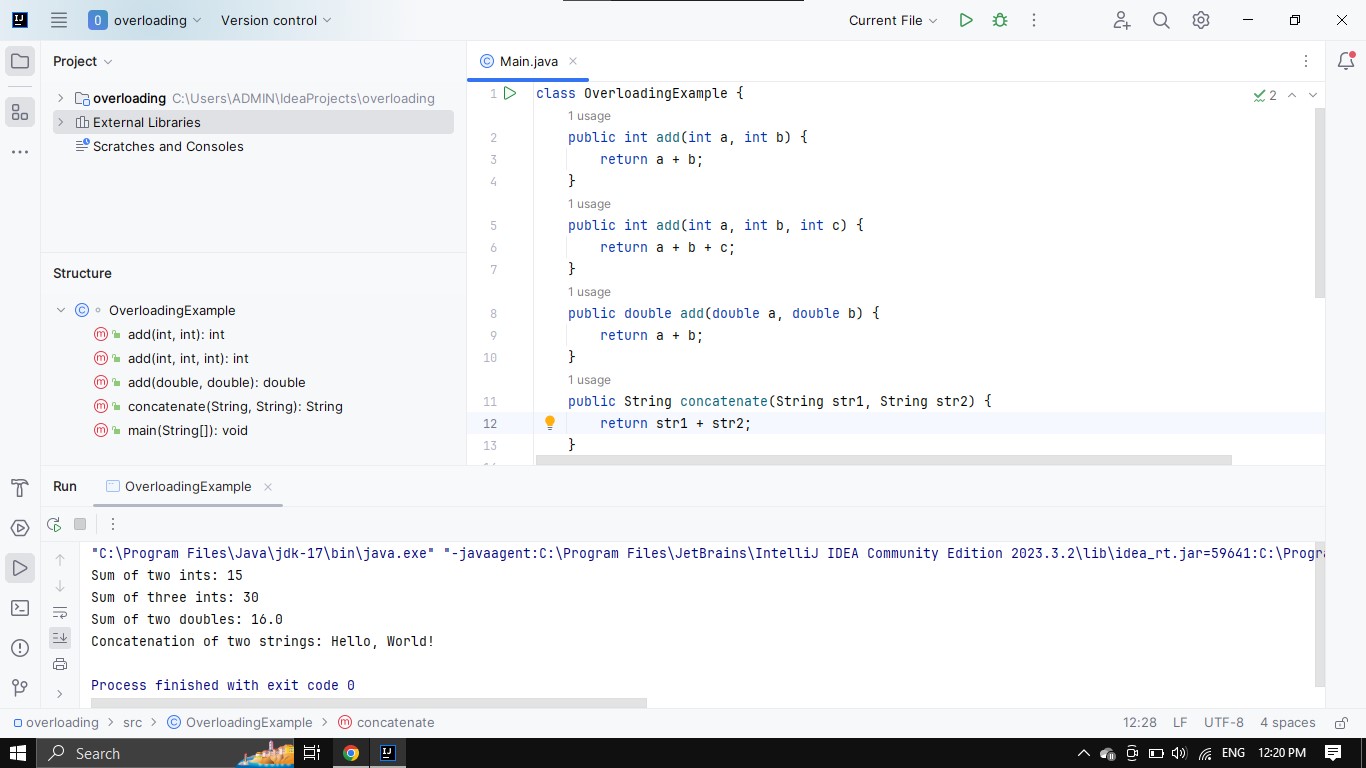 overloading Version control Current File
Project
overloading C:\Users\ADMIN\IdeaProjects\overloading
External Libraries
Scratches and Consoles
Structure
OverloadingExample
add(int, int): int
add(int, int, int): int
add(double, double): double
concatenate(String, String): String
main(String[]): void
Main.java
2
1 class OverloadingExample {
1 usage
2 public int add(int a, int b) {
3 return a + b;
4 }
1 usage
5 public int add(int a, int b, int c) {
6 return a + b + c;
7 }
1 usage
8 public double add(double a, double b) {
9 return a + b;
10 }
1 usage
11 public String concatenate(String str1, String str2) {
12 return str1 + str2;
13 }
Run OverloadingExample
"C:\Program Files\Java\jdk-17\bin\java.exe" "-javaagent:C:\Program Files\JetBrains\IntelliJ IDEA Community Edition 2023.3.2\lib\idea_rt.jar=59641:C:\Progr
Sum of two ints: 15
Sum of three ints: 30
Sum of two doubles: 16.0
Concatenation of two strings: Hello, World!
Process finished with exit code 0
overloading > src > OverloadingExample > concatenate 12:28 LF UTF-8 4 spaces
Search ENG 12:20 PM